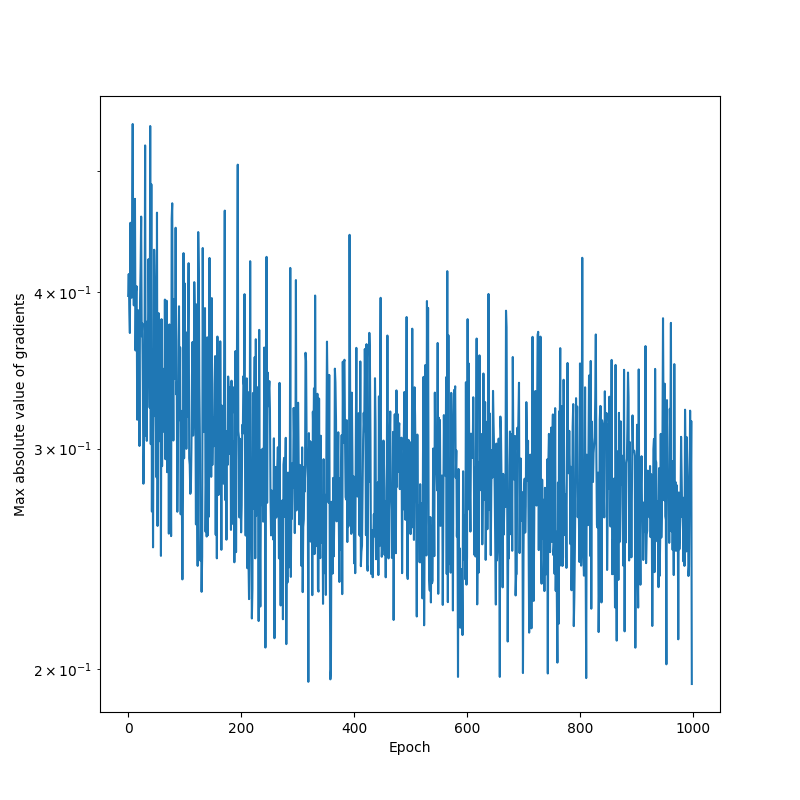 Max absolute value of gradients
4 × 10⁻¹
3 × 10⁻¹
2 × 10⁻¹
0 200 400 600 800 1000
Epoch